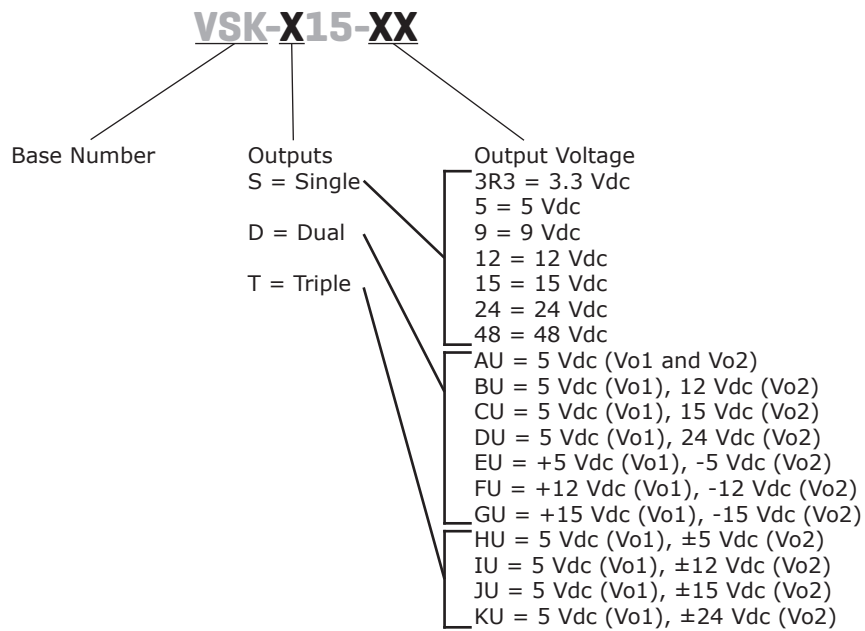 VSK-X15-XX
Base Number
Outputs
S = Single
D = Dual
T = Triple
Output Voltage
3R3 = 3.3 Vdc
5 = 5 Vdc
9 = 9 Vdc
12 = 12 Vdc
15 = 15 Vdc
24 = 24 Vdc
48 = 48 Vdc
AU = 5 Vdc (Vo1 and Vo2)
BU = 5 Vdc (Vo1), 12 Vdc (Vo2)
CU = 5 Vdc (Vo1), 15 Vdc (Vo2)
DU = 5 Vdc (Vo1), 24 Vdc (Vo2)
EU = +5 Vdc (Vo1), -5 Vdc (Vo2)
FU = +12 Vdc (Vo1), -12 Vdc (Vo2)
GU = +15 Vdc (Vo1), -15 Vdc (Vo2)
HU = 5 Vdc (Vo1), ±5 Vdc (Vo2)
IU = 5 Vdc (Vo1), ±12 Vdc (Vo2)
JU = 5 Vdc (Vo1), ±15 Vdc (Vo2)
KU = 5 Vdc (Vo1), ±24 Vdc (Vo2)